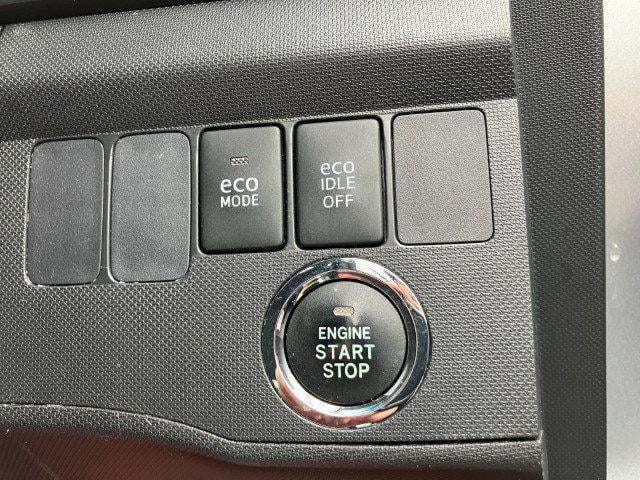 eco
MODE
eco
IDLE
OFF
ENGINE
START
STOP